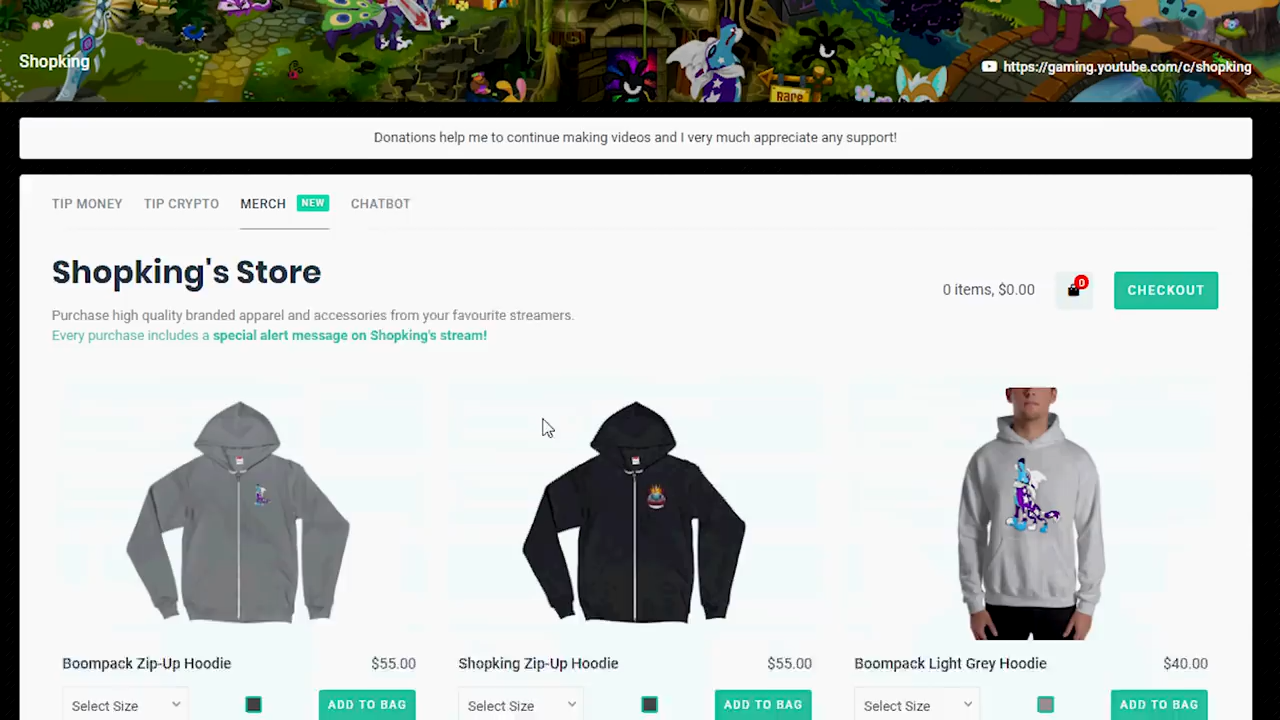 Shopking
https://gaming.youtube.com/c/shopking
Rare
Donations help me to continue making videos and I very much appreciate any support!
TIP MONEY TIP CRYPTO MERCH NEW CHATBOT
Shopking's Store
0 items, $0.00 0 CHECKOUT
Purchase high quality branded apparel and accessories from your favourite streamers.
Every purchase includes a special alert message on Shopking's stream!
Boompack Zip-Up Hoodie $55.00 Shopking Zip-Up Hoodie $55.00 Boompack Light Grey Hoodie $40.00
Select Size ADD TO BAG Select Size ADD TO BAG Select Size ADD TO BAG